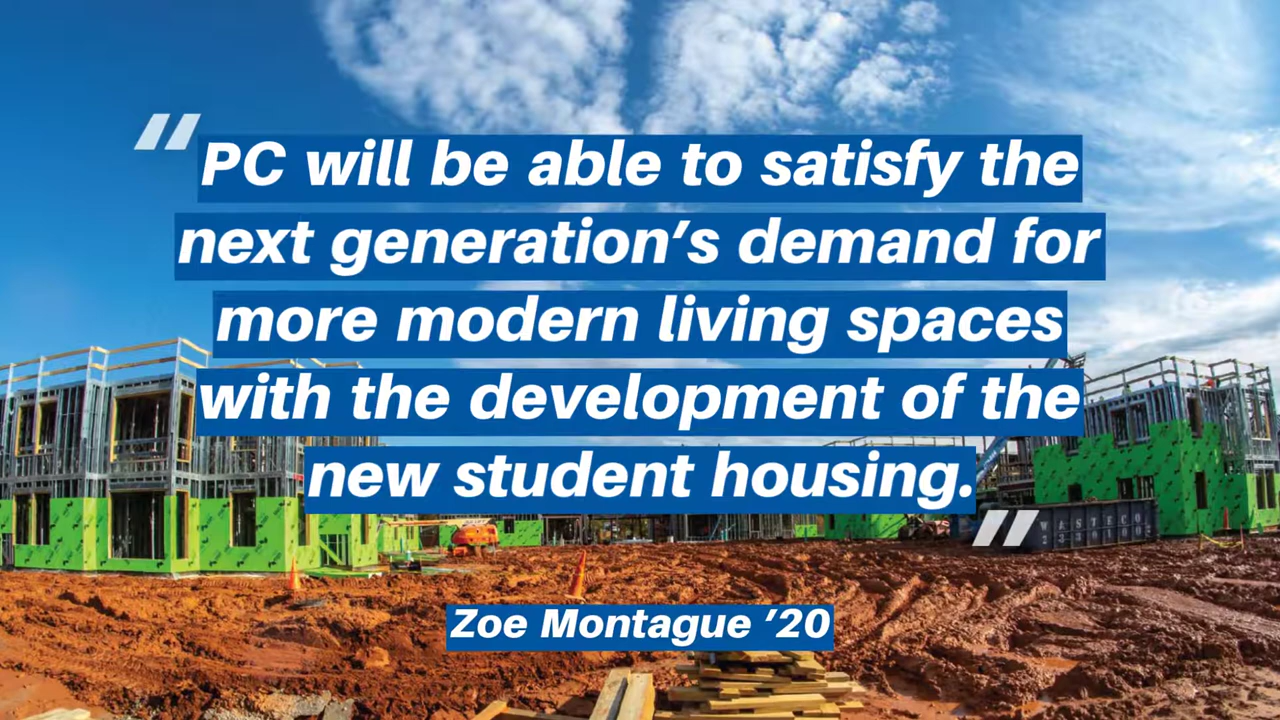 “
PC will be able to satisfy the
next generation’s demand for
more modern living spaces
with the development of the
new student housing.
”
WASTECO
Zoe Montague ’20